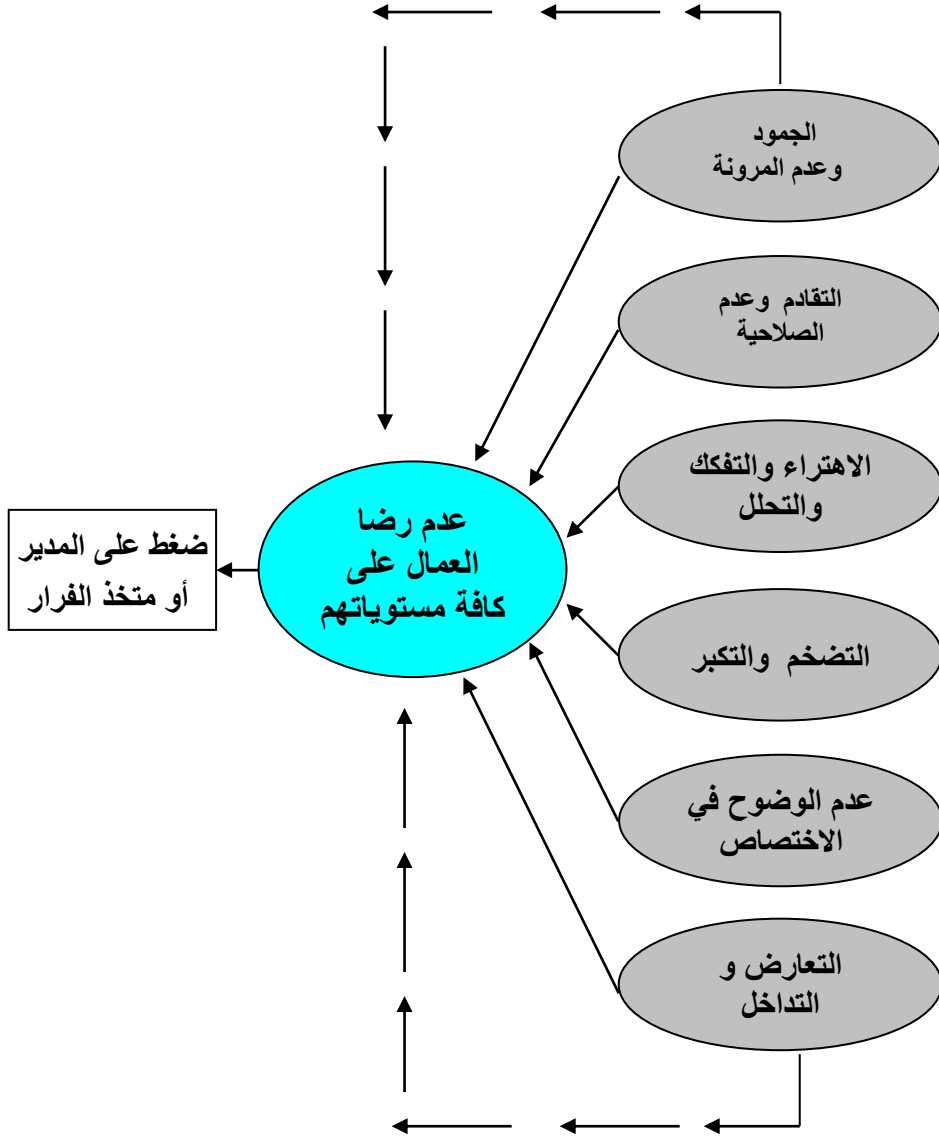 الجمود
وعدم المرونة
التقادم وعدم
الصلاحية
الاهتراء والتفكك
والتحلل
عدم رضا
العمال على
كافة مستوياتهم
ضغط على المدير
أو متخذ الفرار
التضخم والتكبر
عدم الوضوح في
الاختصاص
التعارض و
التداخل